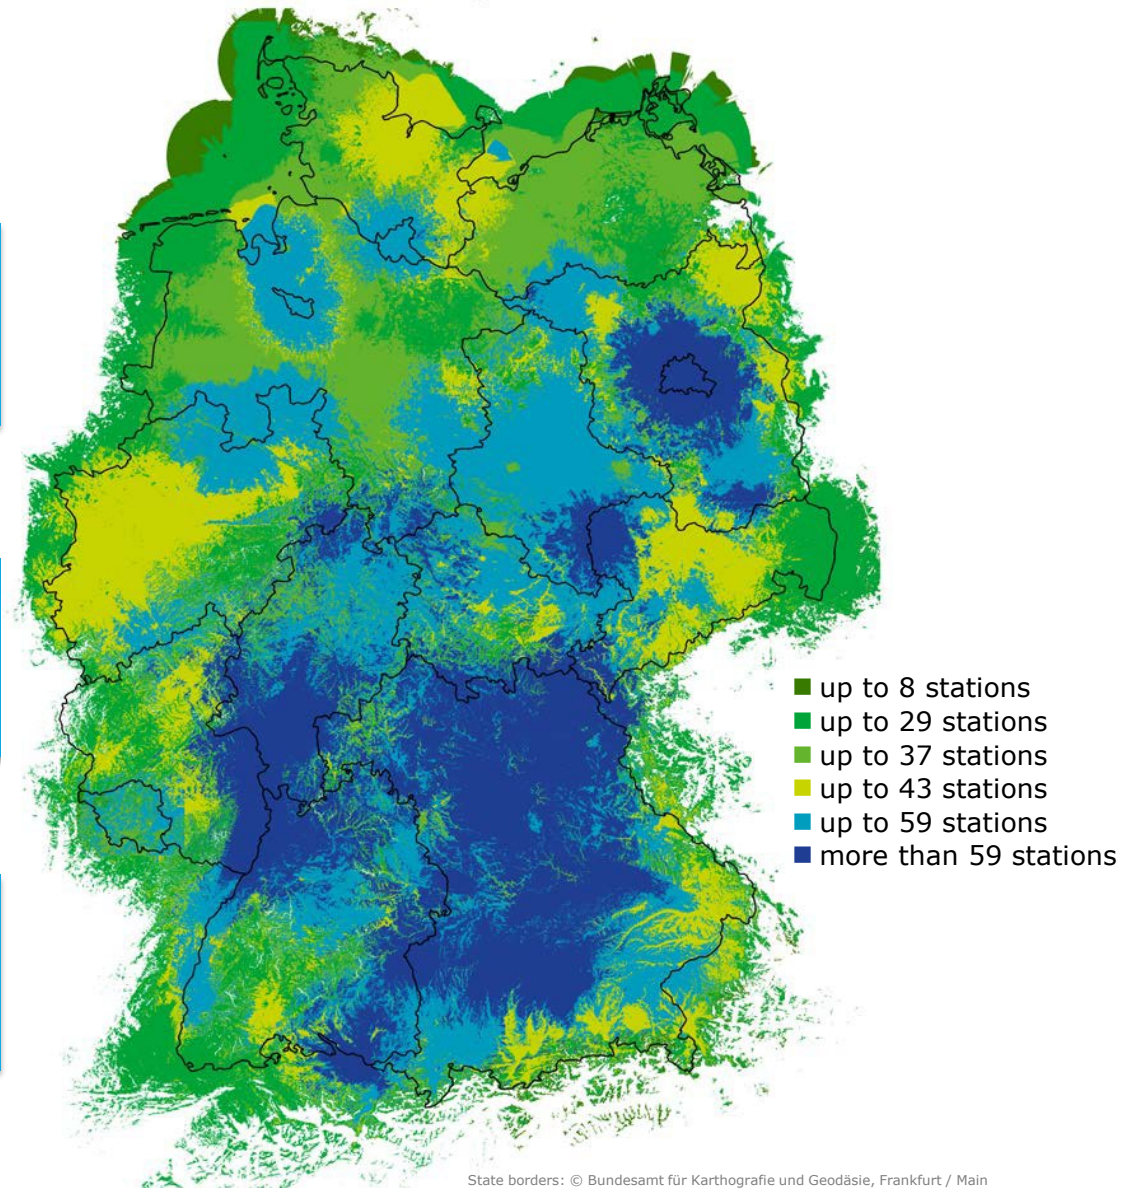 up to 8 stations
up to 29 stations
up to 37 stations
up to 43 stations
up to 59 stations
more than 59 stations
State borders: © Bundesamt für Karthografie und Geodäsie, Frankfurt / Main